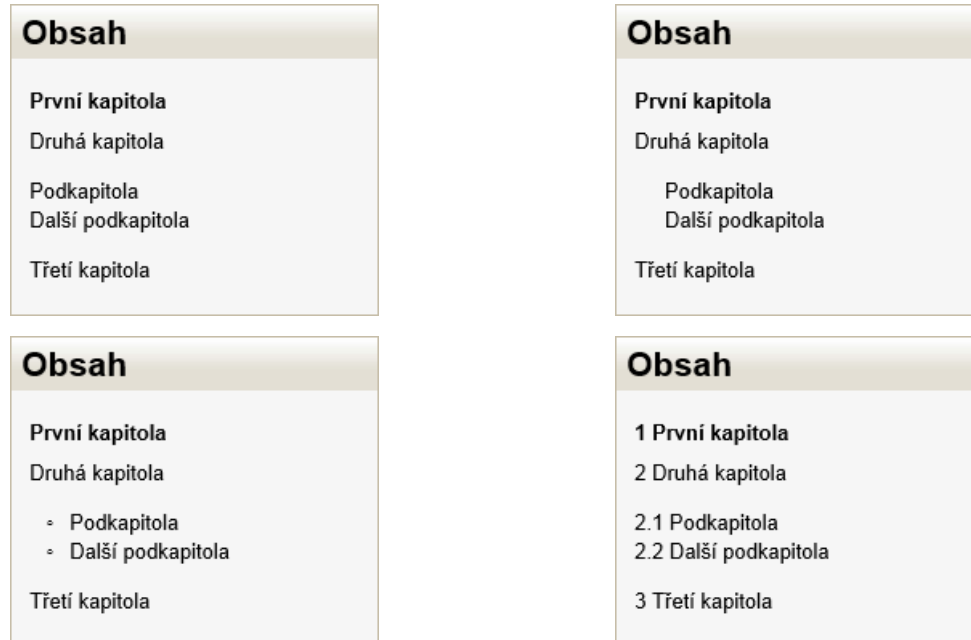 Obsah
První kapitola
Druhá kapitola
Podkapitola
Další podkapitola
Třetí kapitola
Obsah
První kapitola
Druhá kapitola
Podkapitola
Další podkapitola
Třetí kapitola
Obsah
První kapitola
Druhá kapitola
◦ Podkapitola
◦ Další podkapitola
Třetí kapitola
Obsah
1 První kapitola
2 Druhá kapitola
2.1 Podkapitola
2.2 Další podkapitola
3 Třetí kapitola